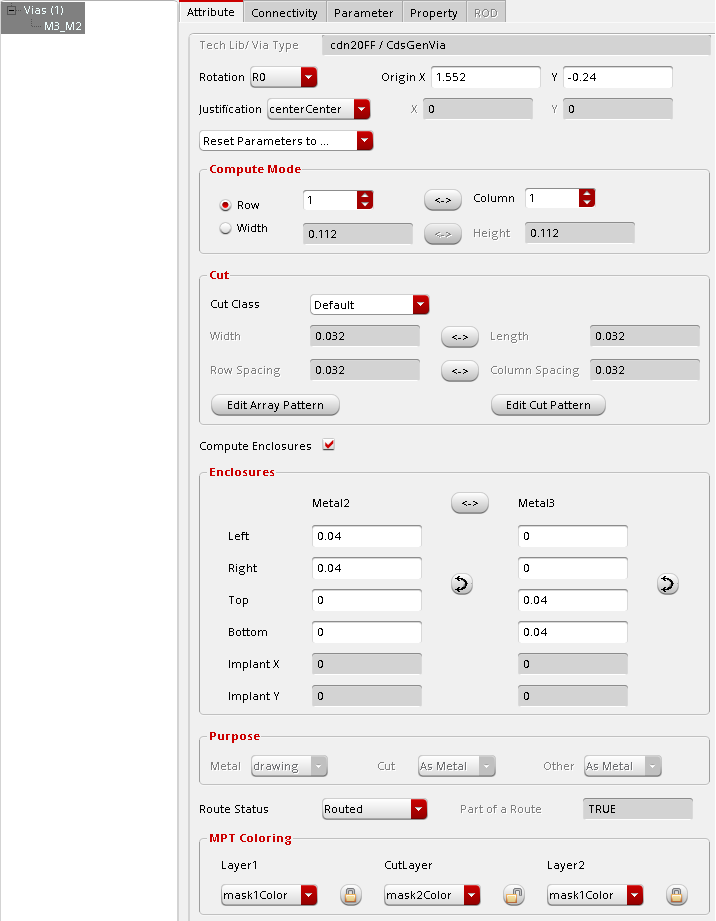 Vias (1)
M3_M2
Attribute Connectivity Parameter Property ROD
Tech Lib/ Via Type cdn20FF / CdsGenVia
Rotation R0 Origin X 1.552 Y -0.24
Justification centerCenter X 0 Y 0
Reset Parameters to ...
Compute Mode
Row 1 <-> Column 1
Width 0.112 <-> Height 0.112
Cut
Cut Class Default
Width 0.032 <-> Length 0.032
Row Spacing 0.032 <-> Column Spacing 0.032
Edit Array Pattern Edit Cut Pattern
Compute Enclosures
Enclosures
Metal2 <-> Metal3
Left 0.04 0
Right 0.04 0
Top 0 0.04
Bottom 0 0.04
Implant X 0 0
Implant Y 0 0
Purpose
Metal drawing Cut As Metal Other As Metal
Route Status Routed Part of a Route TRUE
MPT Coloring
Layer1 CutLayer Layer2
mask1Color mask2Color mask1Color